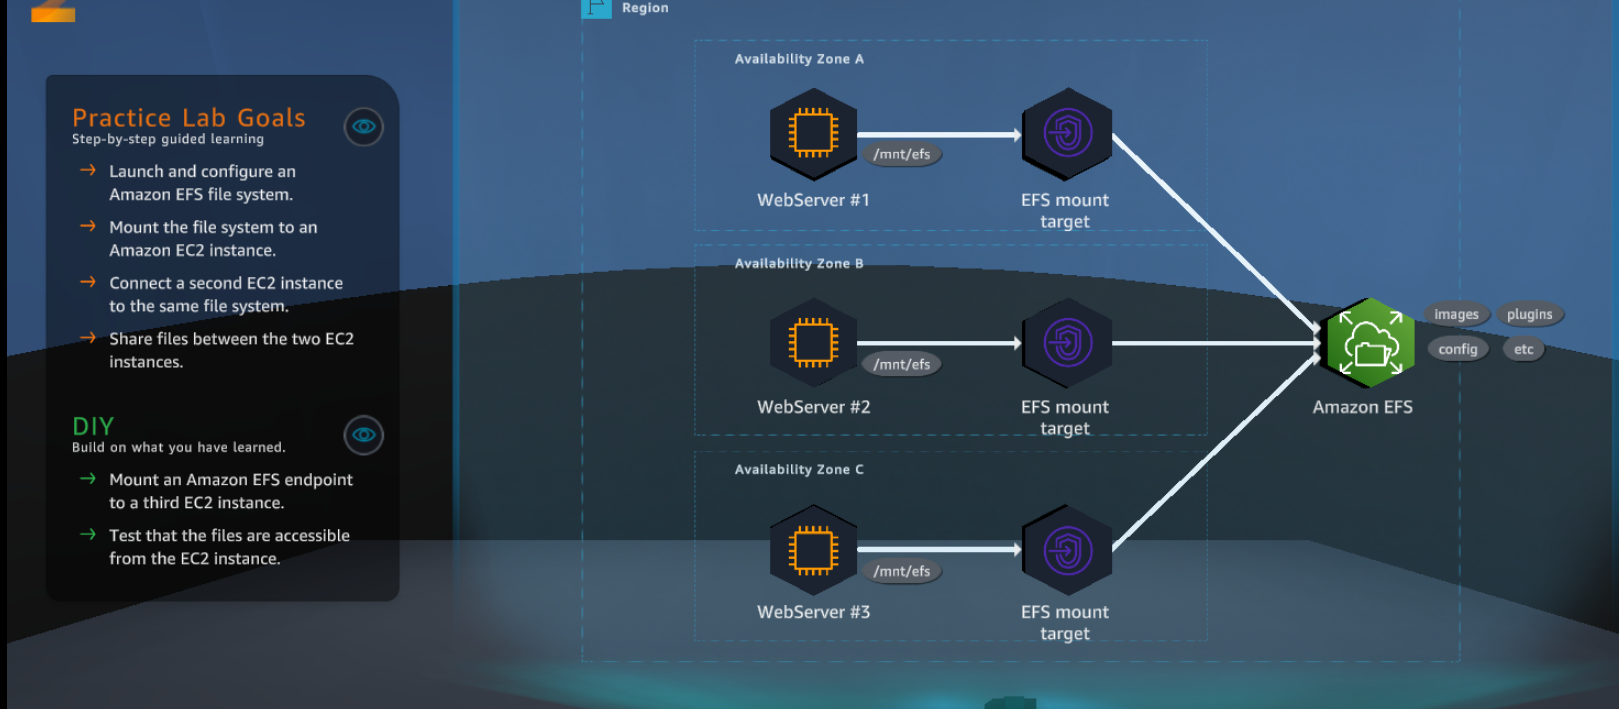 Practice Lab Goals
Step-by-step guided learning
→ Launch and configure an
Amazon EFS file system.
→ Mount the file system to an
Amazon EC2 instance.
→ Connect a second EC2 instance
to the same file system.
→ Share files between the two EC2
instances.
DIY
Build on what you have learned.
→ Mount an Amazon EFS endpoint
to a third EC2 instance.
→ Test that the files are accessible
from the EC2 instance.
Region
Availability Zone A
/mnt/efs
WebServer #1
EFS mount
target
Availability Zone B
/mnt/efs
WebServer #2
EFS mount
target
Availability Zone C
/mnt/efs
WebServer #3
EFS mount
target
images
plugins
config
etc
Amazon EFS